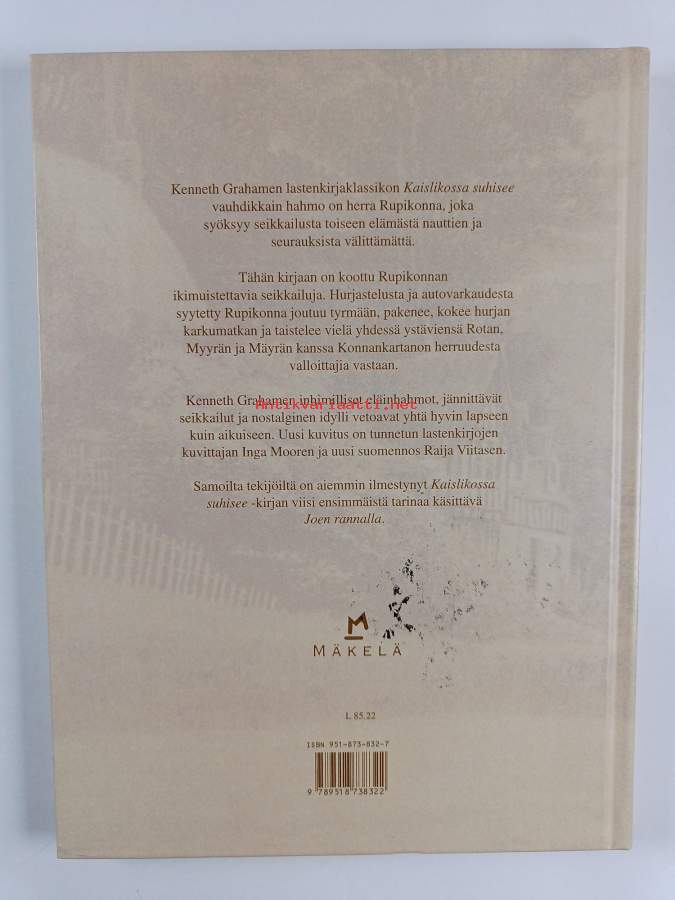 Kenneth Grahamen lastenkirjaklassikon Kaislikossa suhisee
vauhdikkain hahmo on herra Rupikonna, joka
syöksyy seikkailusta toiseen elämästä nauttien ja
seurauksista välittämättä.
Tähän kirjaan on koottu Rupikonnan
ikimuistettavia seikkailuja. Hurjastelusta ja autovarkaudesta
syytetty Rupikonna joutuu tyrmään, pakenee, kokee hurjan
karkumatkan ja taistelee vielä yhdessä ystäviensä Rotan,
Myyrän ja Mäyrän kanssa Konnankartanon herruudesta
valloittajia vastaan.
Kenneth Grahamen inhimilliset eläinhahmot, jännittävät
Antikvariaatti.net
seikkailut ja nostalginen idylli vetoavat yhtä hyvin lapseen
kuin aikuiseen. Uusi kuvitus on tunnetun lastenkirjojen
kuvittajan Inga Mooren ja uusi suomennos Raija Viitasen.
Samoilta tekijöiltä on aiemmin ilmestynyt Kaislikossa
suhisee -kirjan viisi ensimmäistä tarinaa käsittävä
Joen rannalla.
M
MÄKELÄ
L 85.22
ISBN 951-873-832-7
9 789518 738322